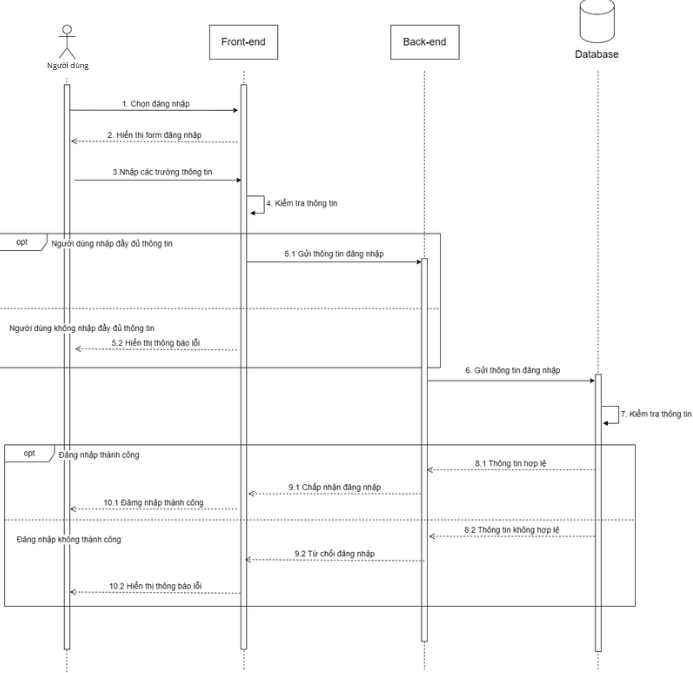 Người dùng
Front-end
Back-end
Database
1. Chọn đăng nhập
2. Hiển thị form đăng nhập
3.Nhập các trường thông tin
4. Kiểm tra thông tin
opt
Người dùng nhập đầy đủ thông tin
5.1 Gửi thông tin đăng nhập
Người dùng không nhập đầy đủ thông tin
5.2 Hiển thị thông báo lỗi
6. Gửi thông tin đăng nhập
7. Kiểm tra thông tin
opt
Đăng nhập thành công
8.1 Thông tin hợp lệ
9.1 Chấp nhận đăng nhập
10.1 Đămg nhập thành công
8.2 Thông tin không hợp lệ
Đáng nhập không thành công
9.2 Từ chối đăng nhập
10.2 Hiển thị thông báo lỗi